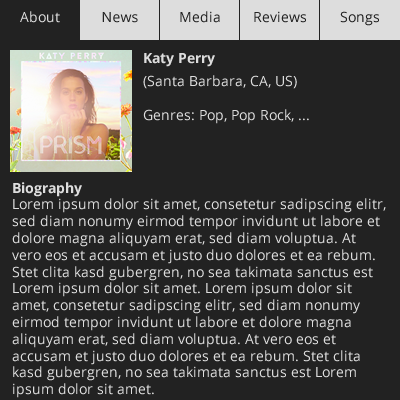 About News Media Reviews Songs
KATY PERRY
PRISM
Katy Perry
(Santa Barbara, CA, US)
Genres: Pop, Pop Rock, ...
Biography
Lorem ipsum dolor sit amet, consetetur sadipscing elitr,
sed diam nonumy eirmod tempor invidunt ut labore et
dolore magna aliquyam erat, sed diam voluptua. At
vero eos et accusam et justo duo dolores et ea rebum.
Stet clita kasd gubergren, no sea takimata sanctus est
Lorem ipsum dolor sit amet. Lorem ipsum dolor sit
amet, consetetur sadipscing elitr, sed diam nonumy
eirmod tempor invidunt ut labore et dolore magna
aliquyam erat, sed diam voluptua. At vero eos et
accusam et justo duo dolores et ea rebum. Stet clita
kasd gubergren, no sea takimata sanctus est Lorem
ipsum dolor sit amet.